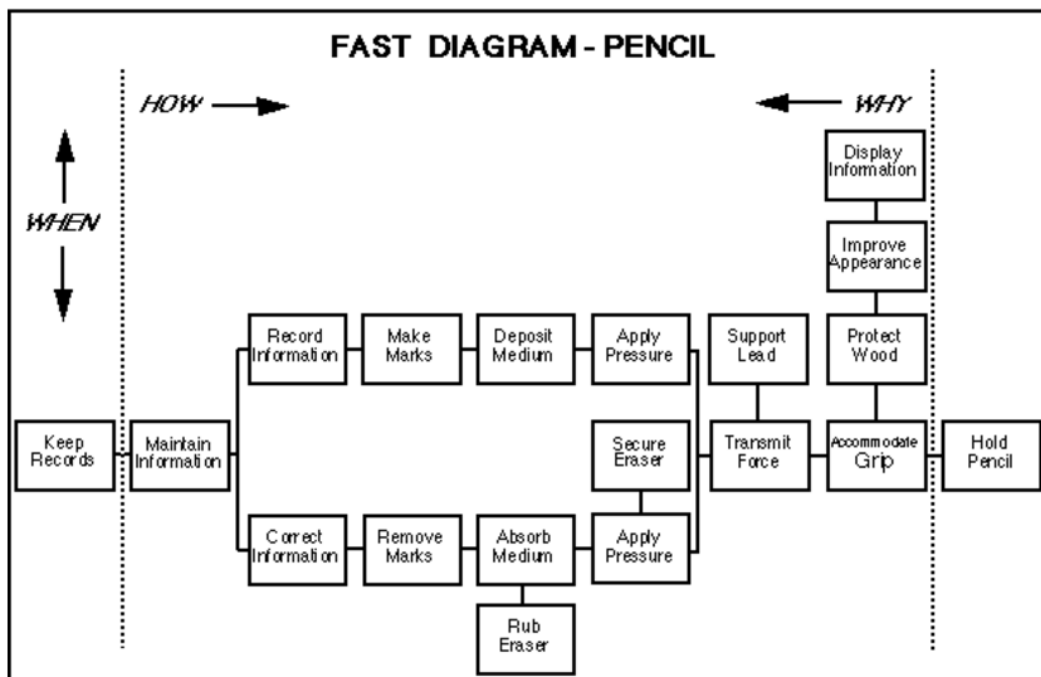 FAST DIAGRAM - PENCIL
HOW
WHY
WHEN
Display
Information
Improve
Appearance
Record
Information
Make
Marks
Deposit
Medium
Apply
Pressure
Support
Lead
Protect
Wood
Keep
Records
Maintain
Information
Secure
Eraser
Transmit
Force
Accommodate
Grip
Hold
Pencil
Correct
Information
Remove
Marks
Absorb
Medium
Apply
Pressure
Rub
Eraser